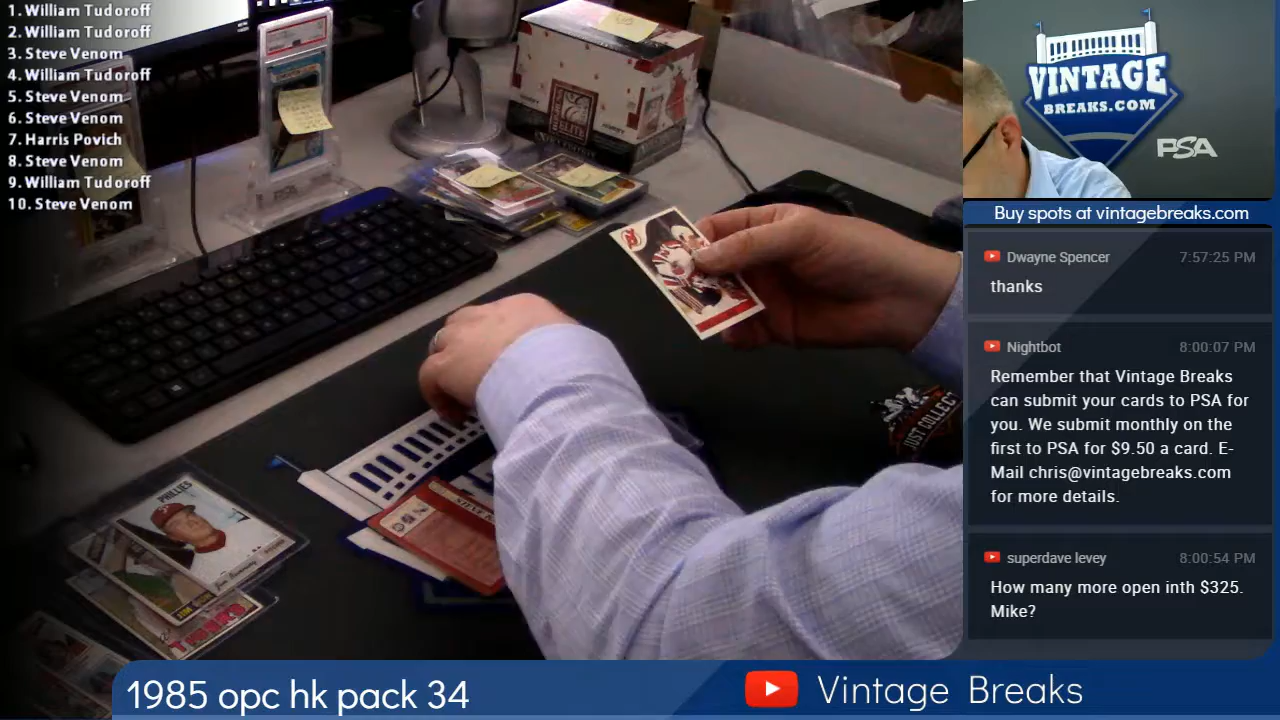 1. William Tudoroff
2. William Tudoroff
3. Steve Venom
4. William Tudoroff
5. Steve Venom
6. Steve Venom
7. Harris Povich
8. Steve Venom
9. William Tudoroff
10. Steve Venom
VINTAGE
BREAKS.COM
PSA
Buy spots at vintagebreaks.com
Dwayne Spencer 7:57:25 PM
thanks
Nightbot 8:00:07 PM
Remember that Vintage Breaks
can submit your cards to PSA for
you. We submit monthly on the
first to PSA for $9.50 a card. E-
Mail chris@vintagebreaks.com
for more details.
superdave levey 8:00:54 PM
How many more open inth $325.
Mike?
ELITE
JUST COLLECT
PHILLIES
STEVE
1985 opc hk pack 34
Vintage Breaks